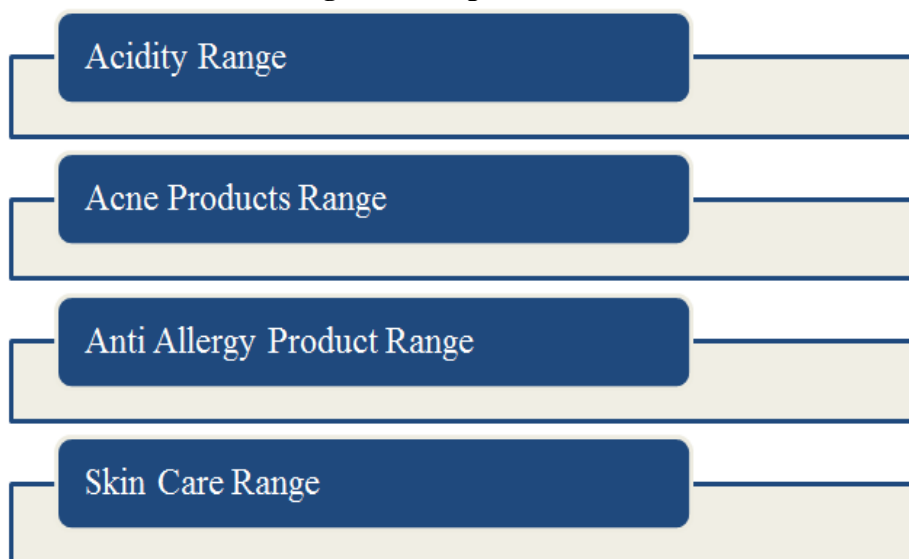 Acidity Range
Acne Products Range
Anti Allergy Product Range
Skin Care Range